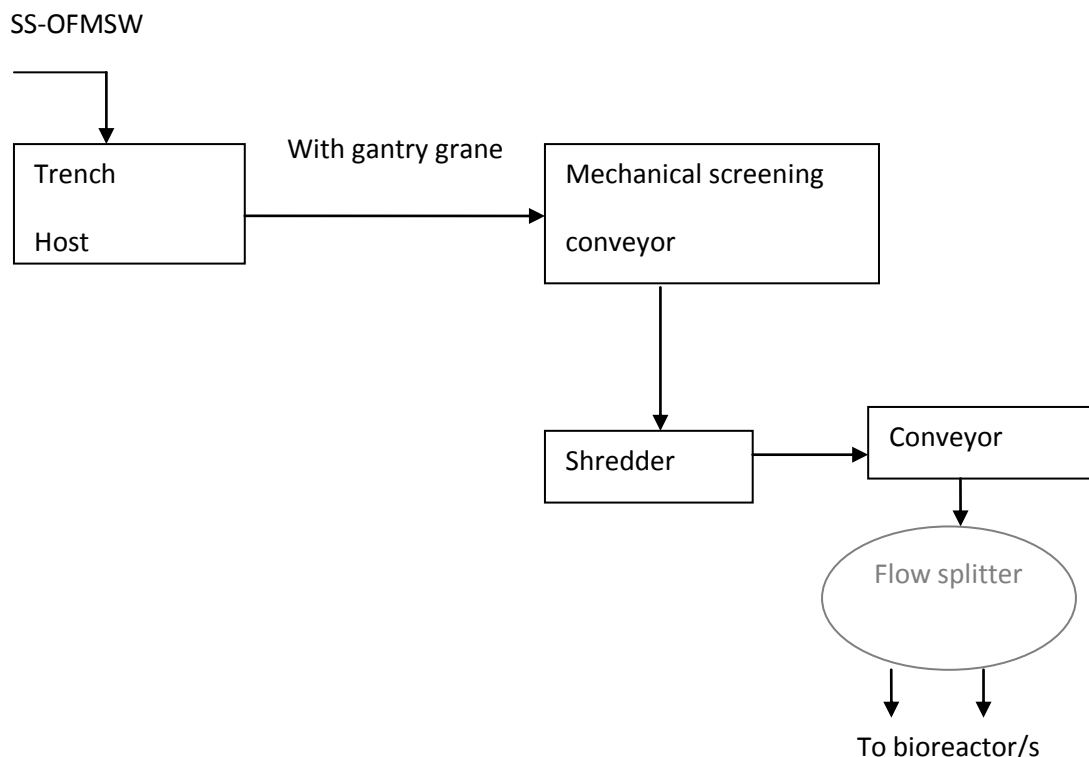 SS-OFMSW
With gantry grane
Trench
Host
Mechanical screening
conveyor
Shredder
Conveyor
Flow splitter
To bioreactor/s